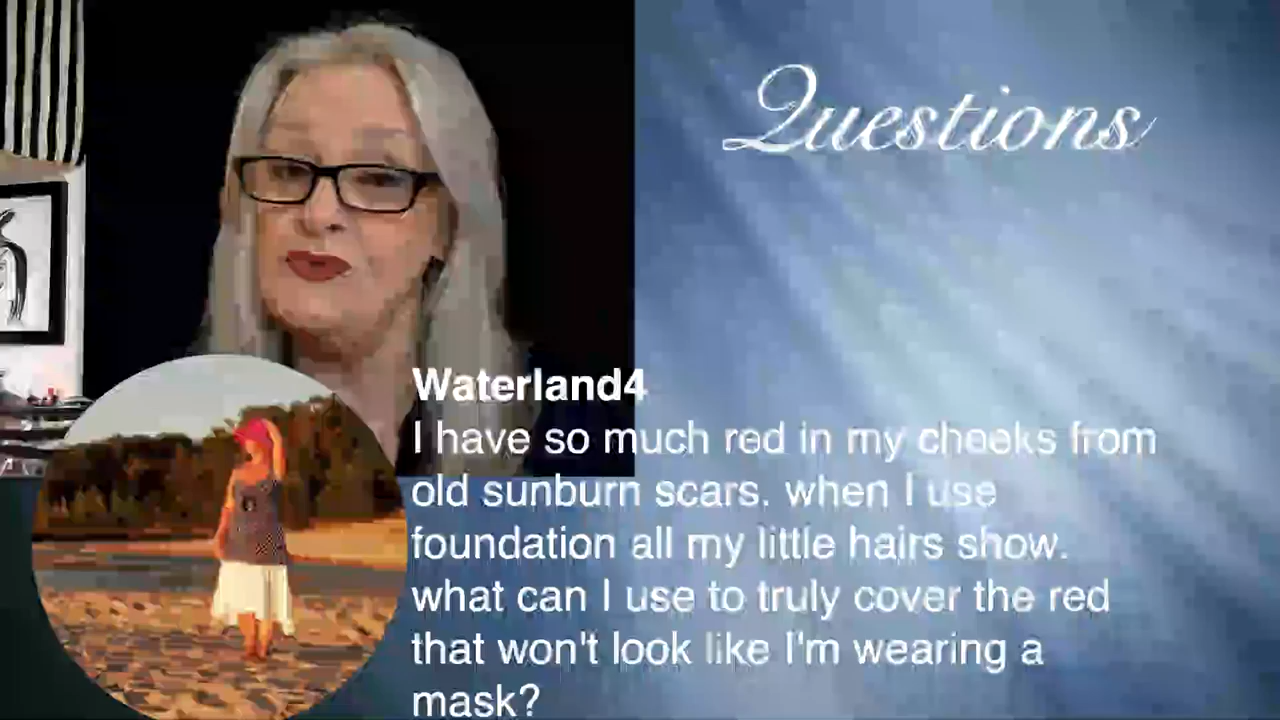 Questions
Waterland4
I have so much red in my cheeks from
old sunburn scars. when I use
foundation all my little hairs show.
what can I use to truly cover the red
that won't look like I'm wearing a
mask?